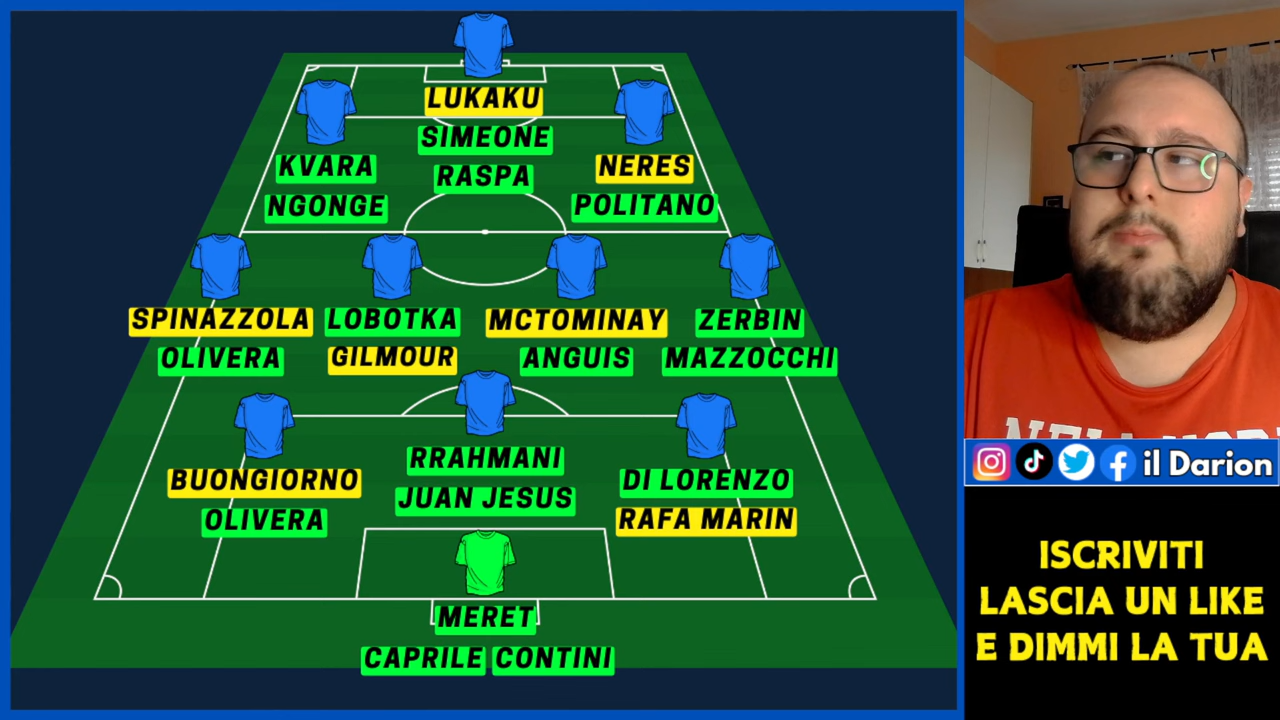 LUKAKU
SIMEONE
RASPA
KVARA
NGONGE
NERES
POLITANO
SPINAZZOLA
OLIVERA
LOBOTKA
GILMOUR
MCTOMINAY
ANGUIS
ZERBIN
MAZZOCCHI
BUONGIORNO
OLIVERA
RRAHMANI
JUAN JESUS
DI LORENZO
RAFA MARIN
MERET
CAPRILE CONTINI
il Darion
ISCRIVITI
LASCIA UN LIKE
E DIMMI LA TUA